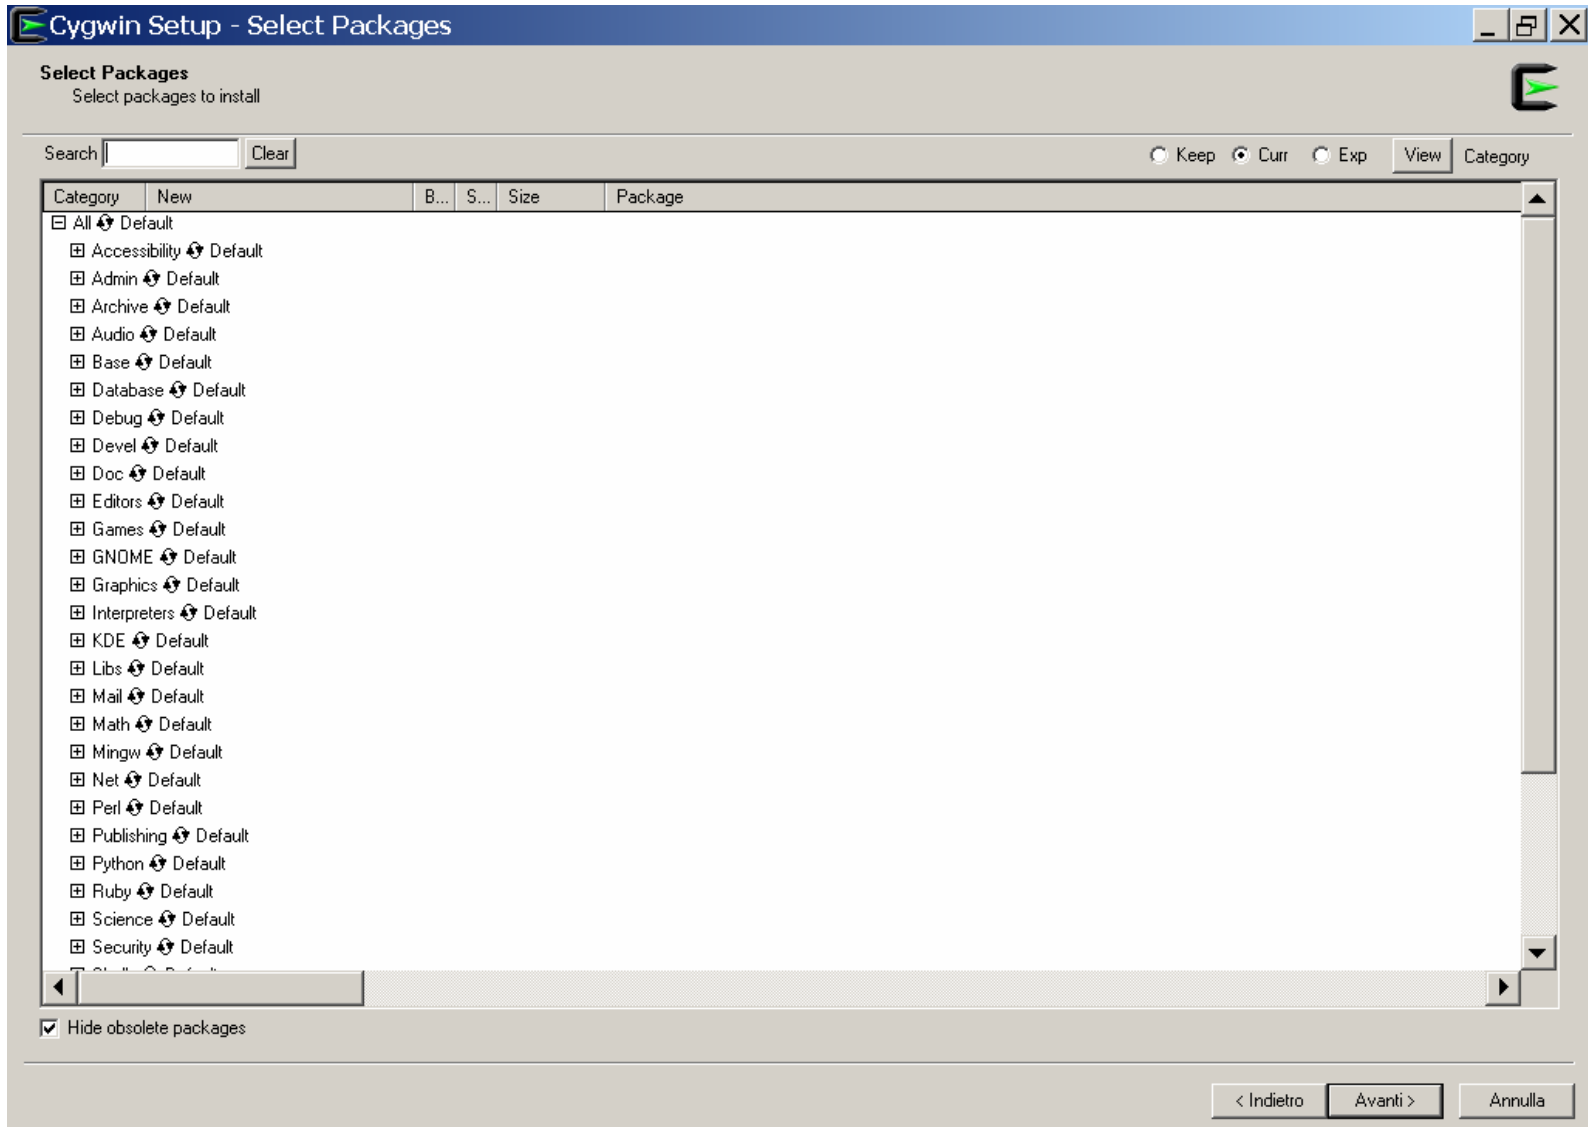 Cygwin Setup - Select Packages
Select Packages
Select packages to install
Search Clear Keep Curr Exp View Category
Category New B... S... Size Package
All Default
Accessibility Default
Admin Default
Archive Default
Audio Default
Base Default
Database Default
Debug Default
Devel Default
Doc Default
Editors Default
Games Default
GNOME Default
Graphics Default
Interpreters Default
KDE Default
Libs Default
Mail Default
Math Default
Mingw Default
Net Default
Perl Default
Publishing Default
Python Default
Ruby Default
Science Default
Security Default
Hide obsolete packages
< Indietro Avanti > Annulla